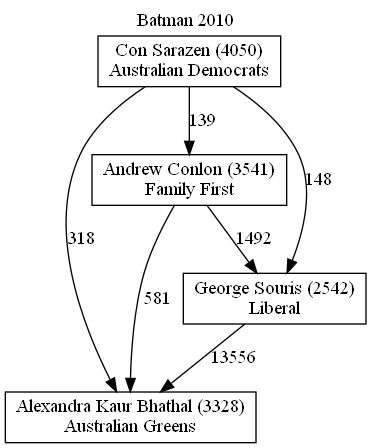 Batman 2010
Con Sarazen (4050)
Australian Democrats
139
Andrew Conlon (3541)
Family First
148
318
1492
581
George Souris (2542)
Liberal
13556
Alexandra Kaur Bhathal (3328)
Australian Greens